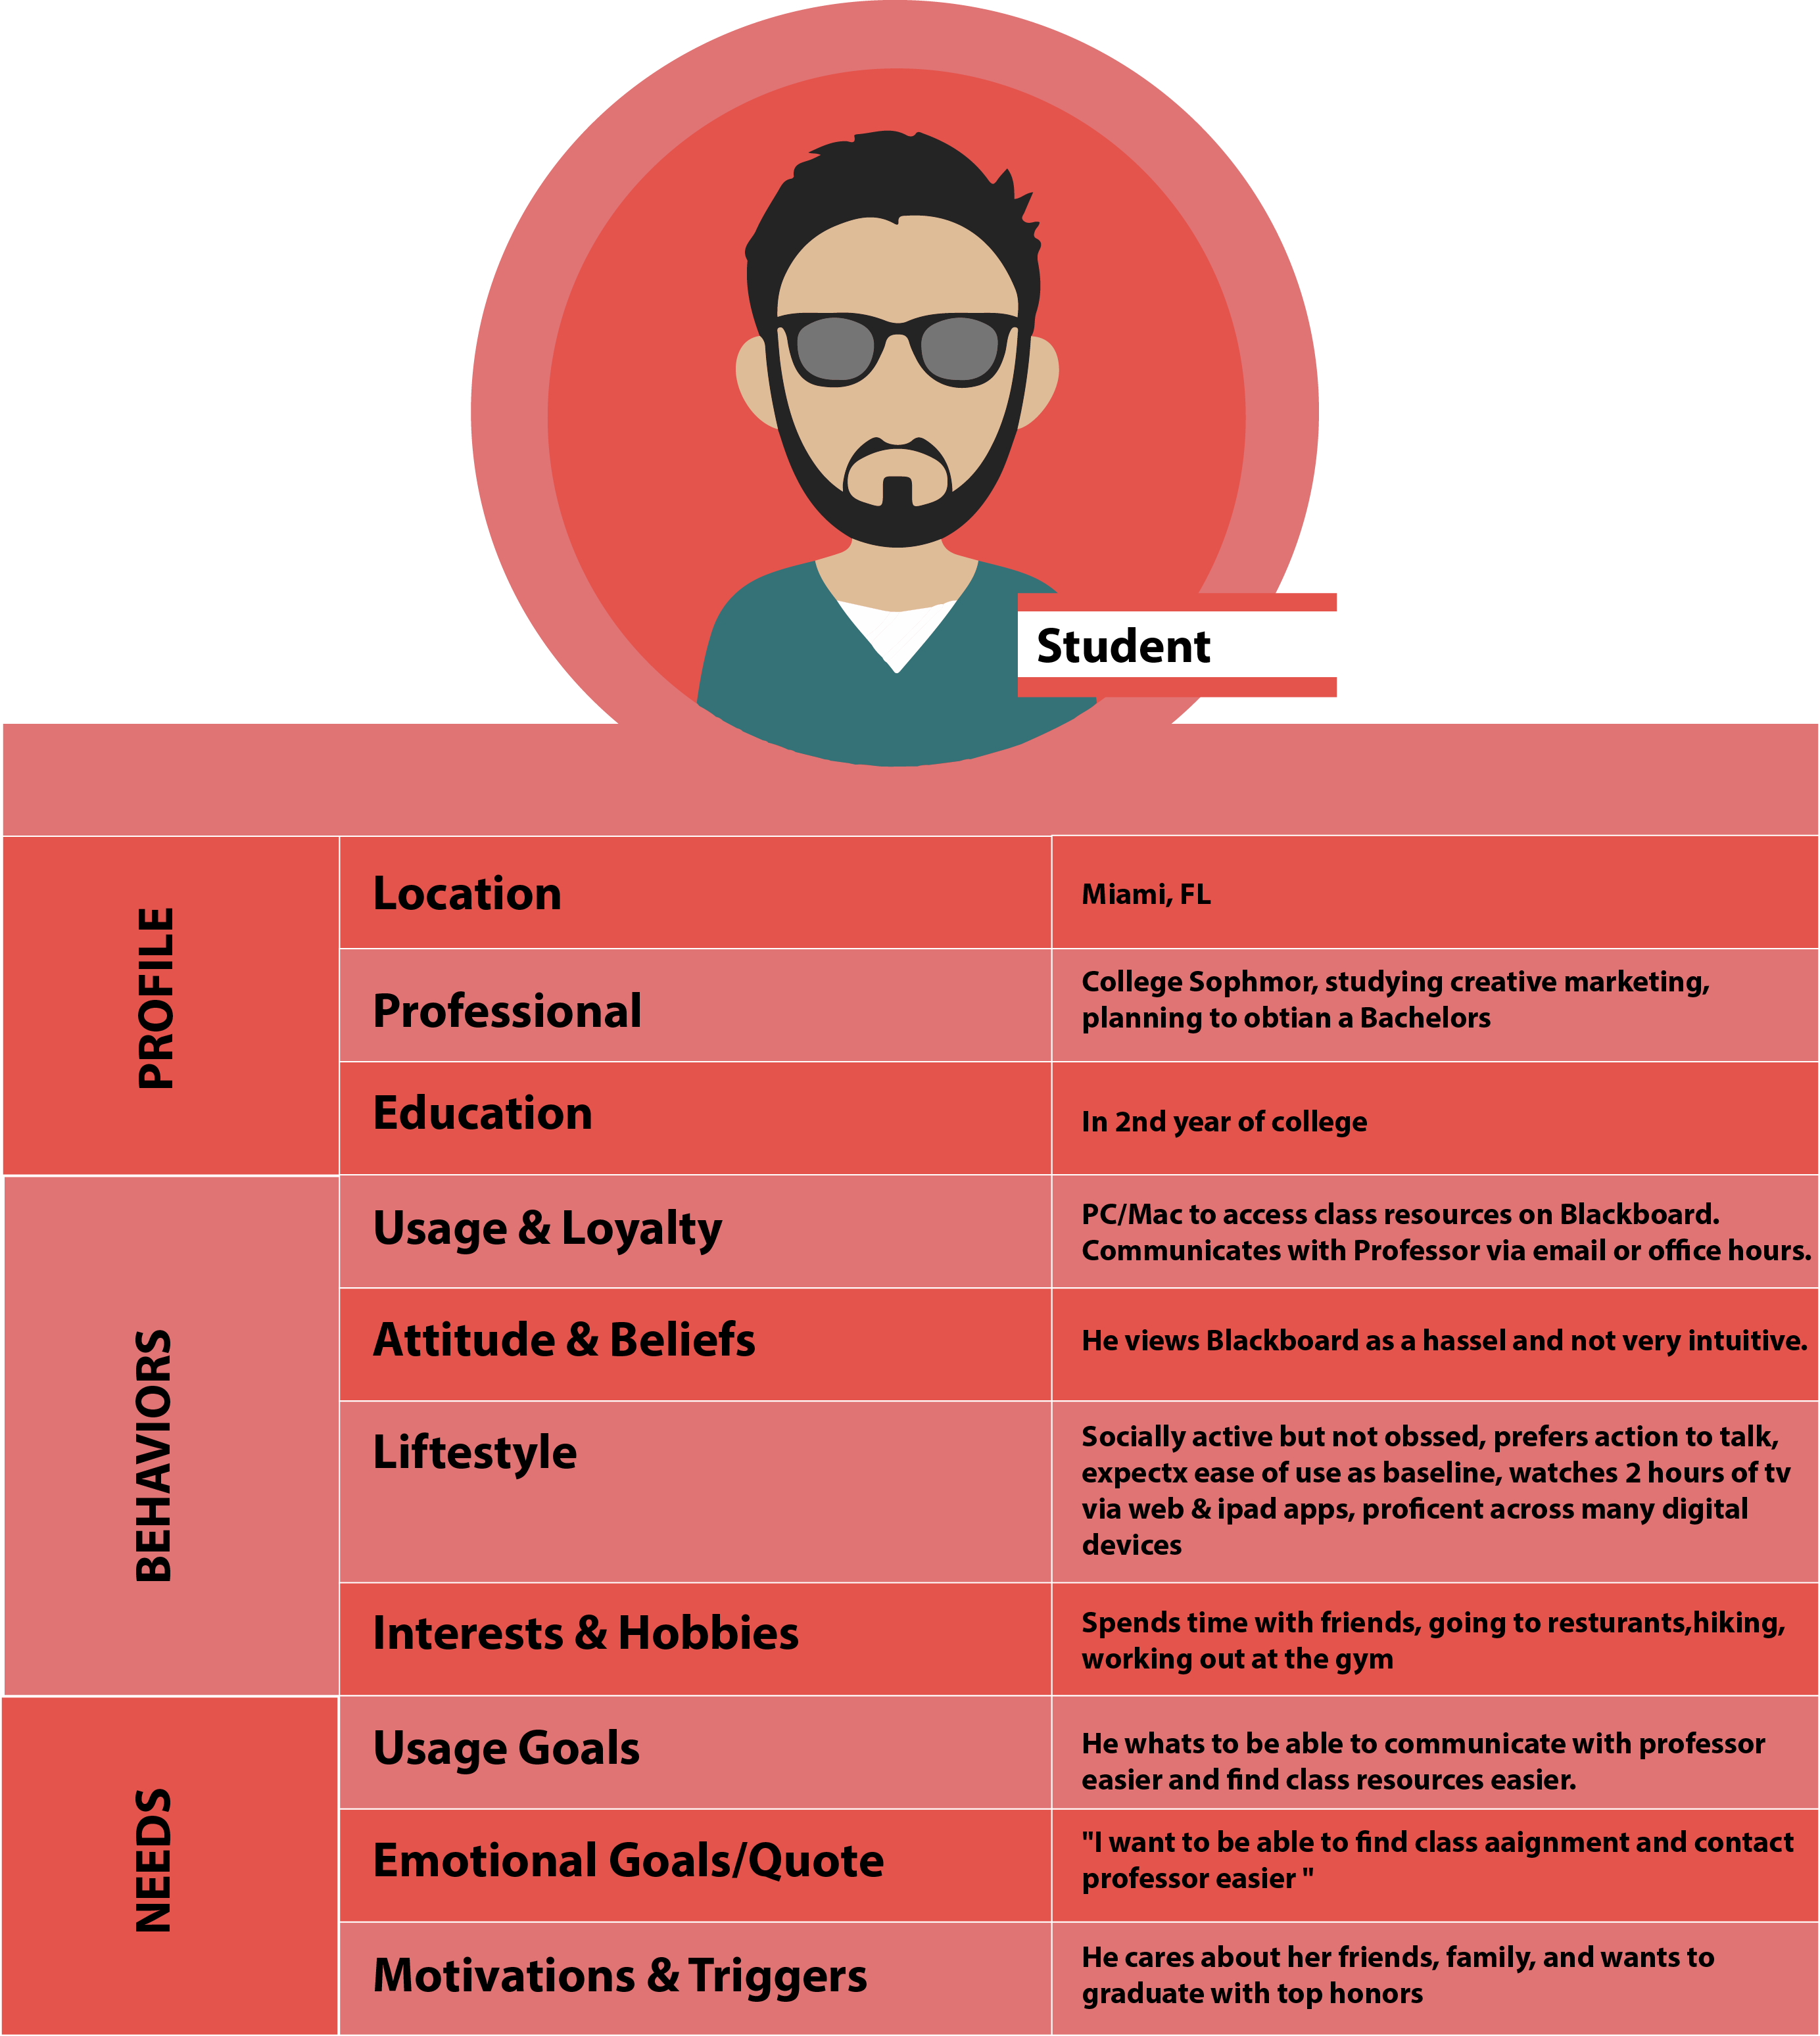 Student
PROFILE
Location
Miami, FL
Professional
College Sophmor, studying creative marketing,
planning to obtian a Bachelors
Education
In 2nd year of college
BEHAVIORS
Usage & Loyalty
PC/Mac to access class resources on Blackboard.
Communicates with Professor via email or office hours.
Attitude & Beliefs
He views Blackboard as a hassel and not very intuitive.
Liftestyle
Socially active but not obssed, prefers action to talk,
expectx ease of use as baseline, watches 2 hours of tv
via web & ipad apps, proficent across many digital
devices
Interests & Hobbies
Spends time with friends, going to resturants,hiking,
working out at the gym
NEEDS
Usage Goals
He whats to be able to communicate with professor
easier and find class resources easier.
Emotional Goals/Quote
"I want to be able to find class aaignment and contact
professor easier "
Motivations & Triggers
He cares about her friends, family, and wants to
graduate with top honors